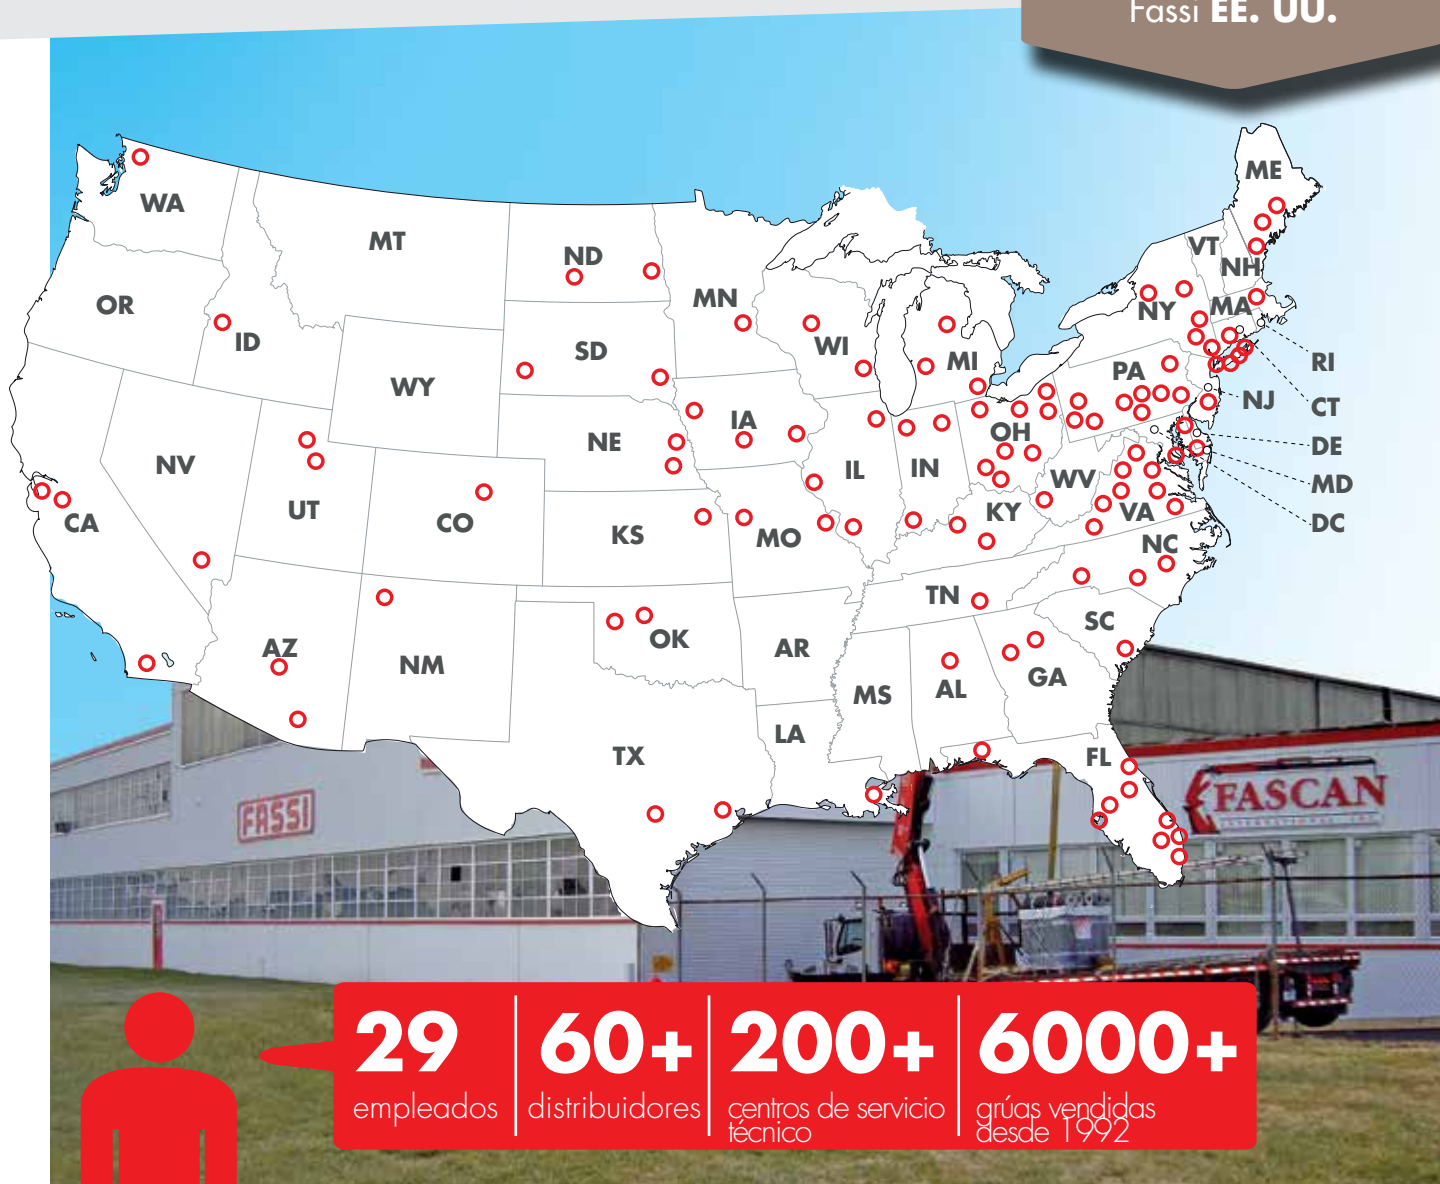 Fassi EE. UU.
ME
WA
MT
ND
VT
NH
MN
OR
NY
MA
ID
WI
SD
MI
RI
PA
WY
NJ
CT
IA
OH
NE
DE
NV
IL
IN
WV
MD
UT
CO
CA
KS
MO
KY
VA
DC
NC
TN
SC
OK
AZ
NM
AR
GA
MS
AL
LA
TX
FL
FASSI
FASCAN
INTERNATIONAL, INC.
29
empleados
60+
distribuidores
200+
centros de servicio
técnico
6000+
grúas vendidas
desde 1992